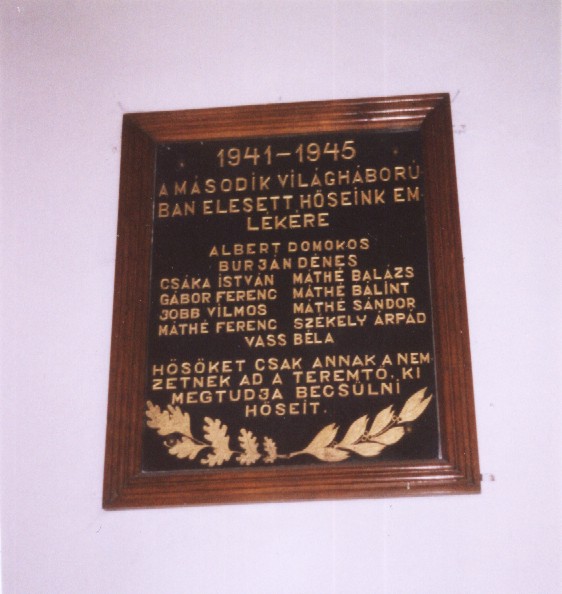 1941-1945
A MÁSODIK VILÁGHÁBORÚ-
BAN ELESETT HŐSEINK EM-
LÉKÉRE
ALBERT DOMOKOS
BURJÁN DÉNES
CSÁKA ISTVÁN MÁTHÉ BALÁZS
GÁBOR FERENC MÁTHÉ BÁLINT
JOBB VILMOS MÁTHÉ SÁNDOR
MÁTHÉ FERENC SZÉKELY ÁRPÁD
VASS BÉLA
HŐSÖKET CSAK ANNAK A NEM-
ZETNEK AD A TEREMTŐ, KI
MEGTUDJA BECSÜLNI
HŐSEIT.